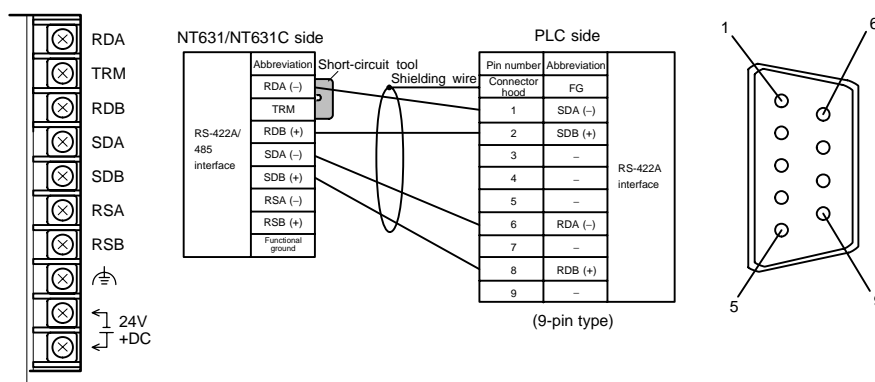 RDA
TRM
RDB
SDA
SDB
RSA
RSB
24V
+DC
NT631/NT631C side
Abbreviation
RDA (–)
TRM
RDB (+)
SDA (–)
SDB (+)
RSA (–)
RSB (+)
Functional
ground
RS-422A/
485
interface
Short-circuit tool
Shielding wire
PLC side
Pin number Abbreviation
Connector
hood
FG
1 SDA (–)
2 SDB (+)
3 –
4 –
5 –
6 RDA (–)
7 –
8 RDB (+)
9 –
RS-422A
interface
(9-pin type)
1
6
5
9